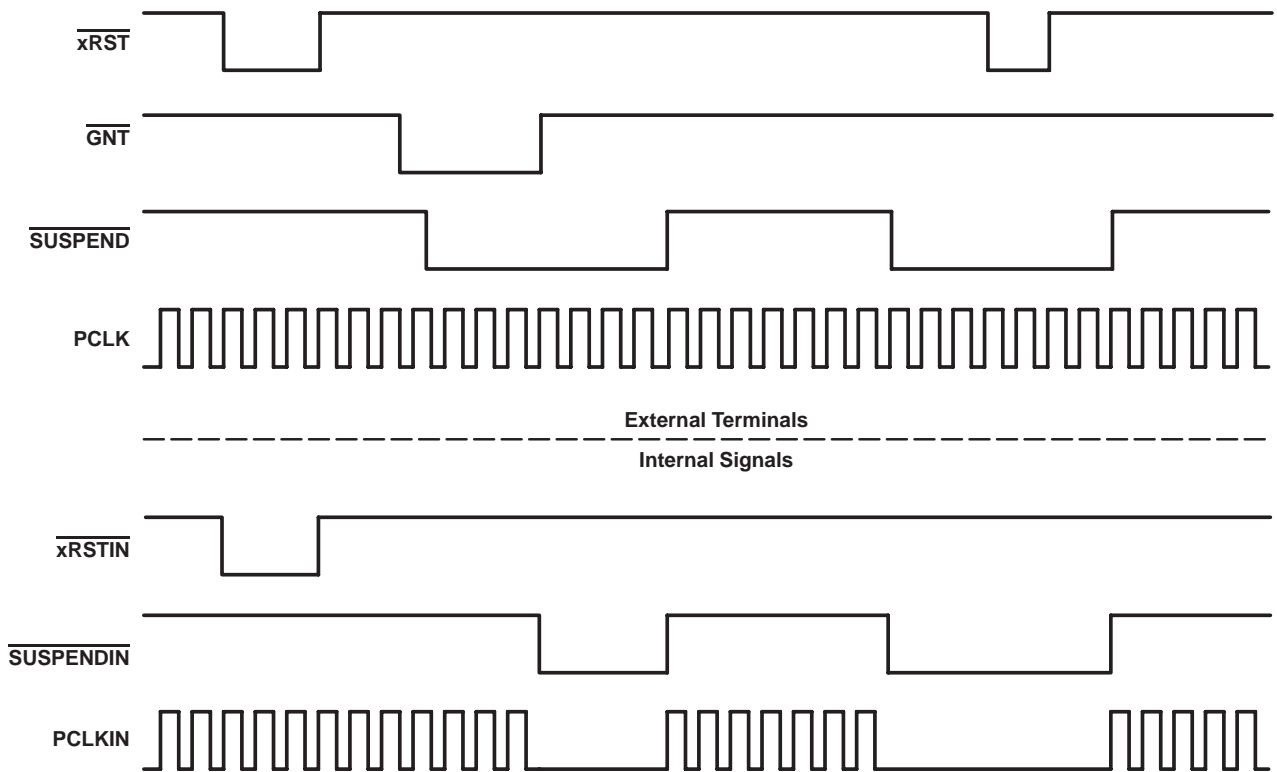 xRST
GNT
SUSPEND
PCLK
External Terminals
Internal Signals
xRSTIN
SUSPENDIN
PCLKIN